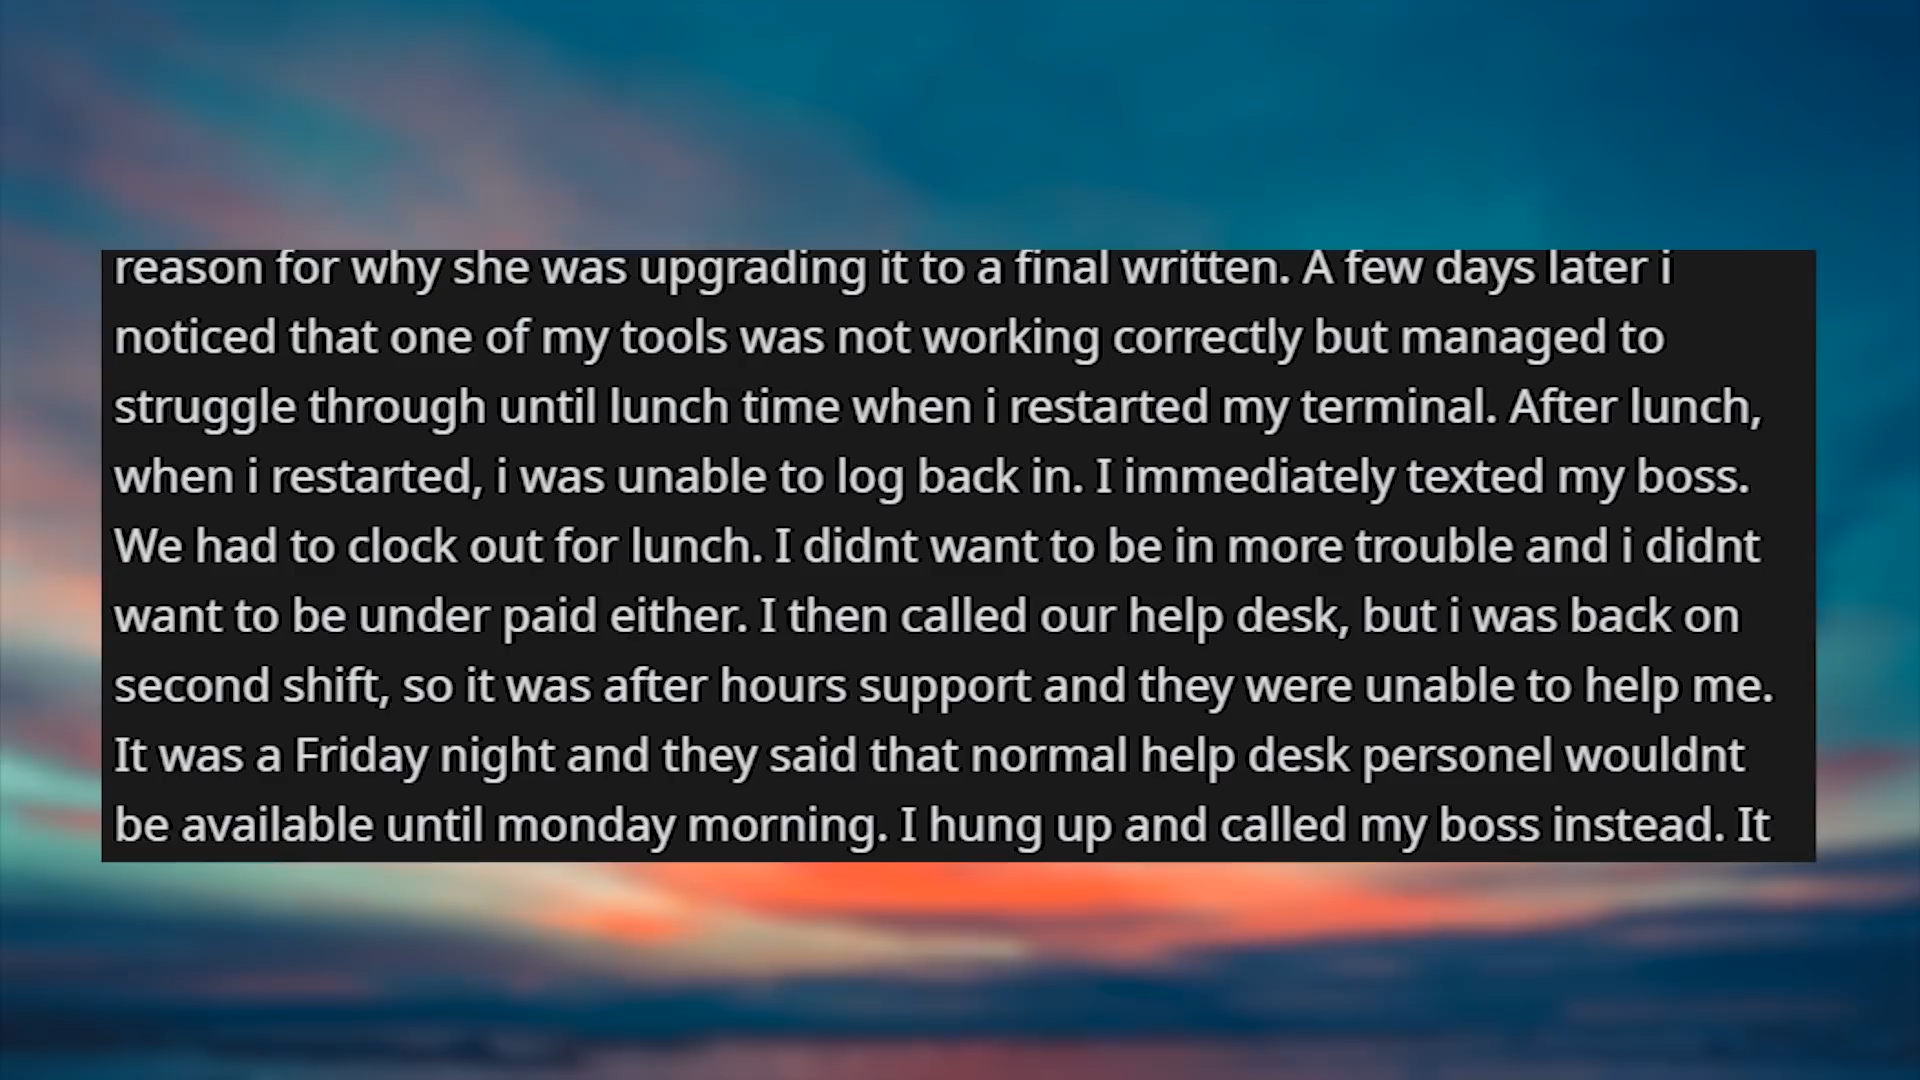 reason for why she was upgrading it to a final written. A few days later i
noticed that one of my tools was not working correctly but managed to
struggle through until lunch time when i restarted my terminal. After lunch,
when i restarted, i was unable to log back in. I immediately texted my boss.
We had to clock out for lunch. I didnt want to be in more trouble and i didnt
want to be under paid either. I then called our help desk, but i was back on
second shift, so it was after hours support and they were unable to help me.
It was a Friday night and they said that normal help desk personel wouldnt
be available until monday morning. I hung up and called my boss instead. It